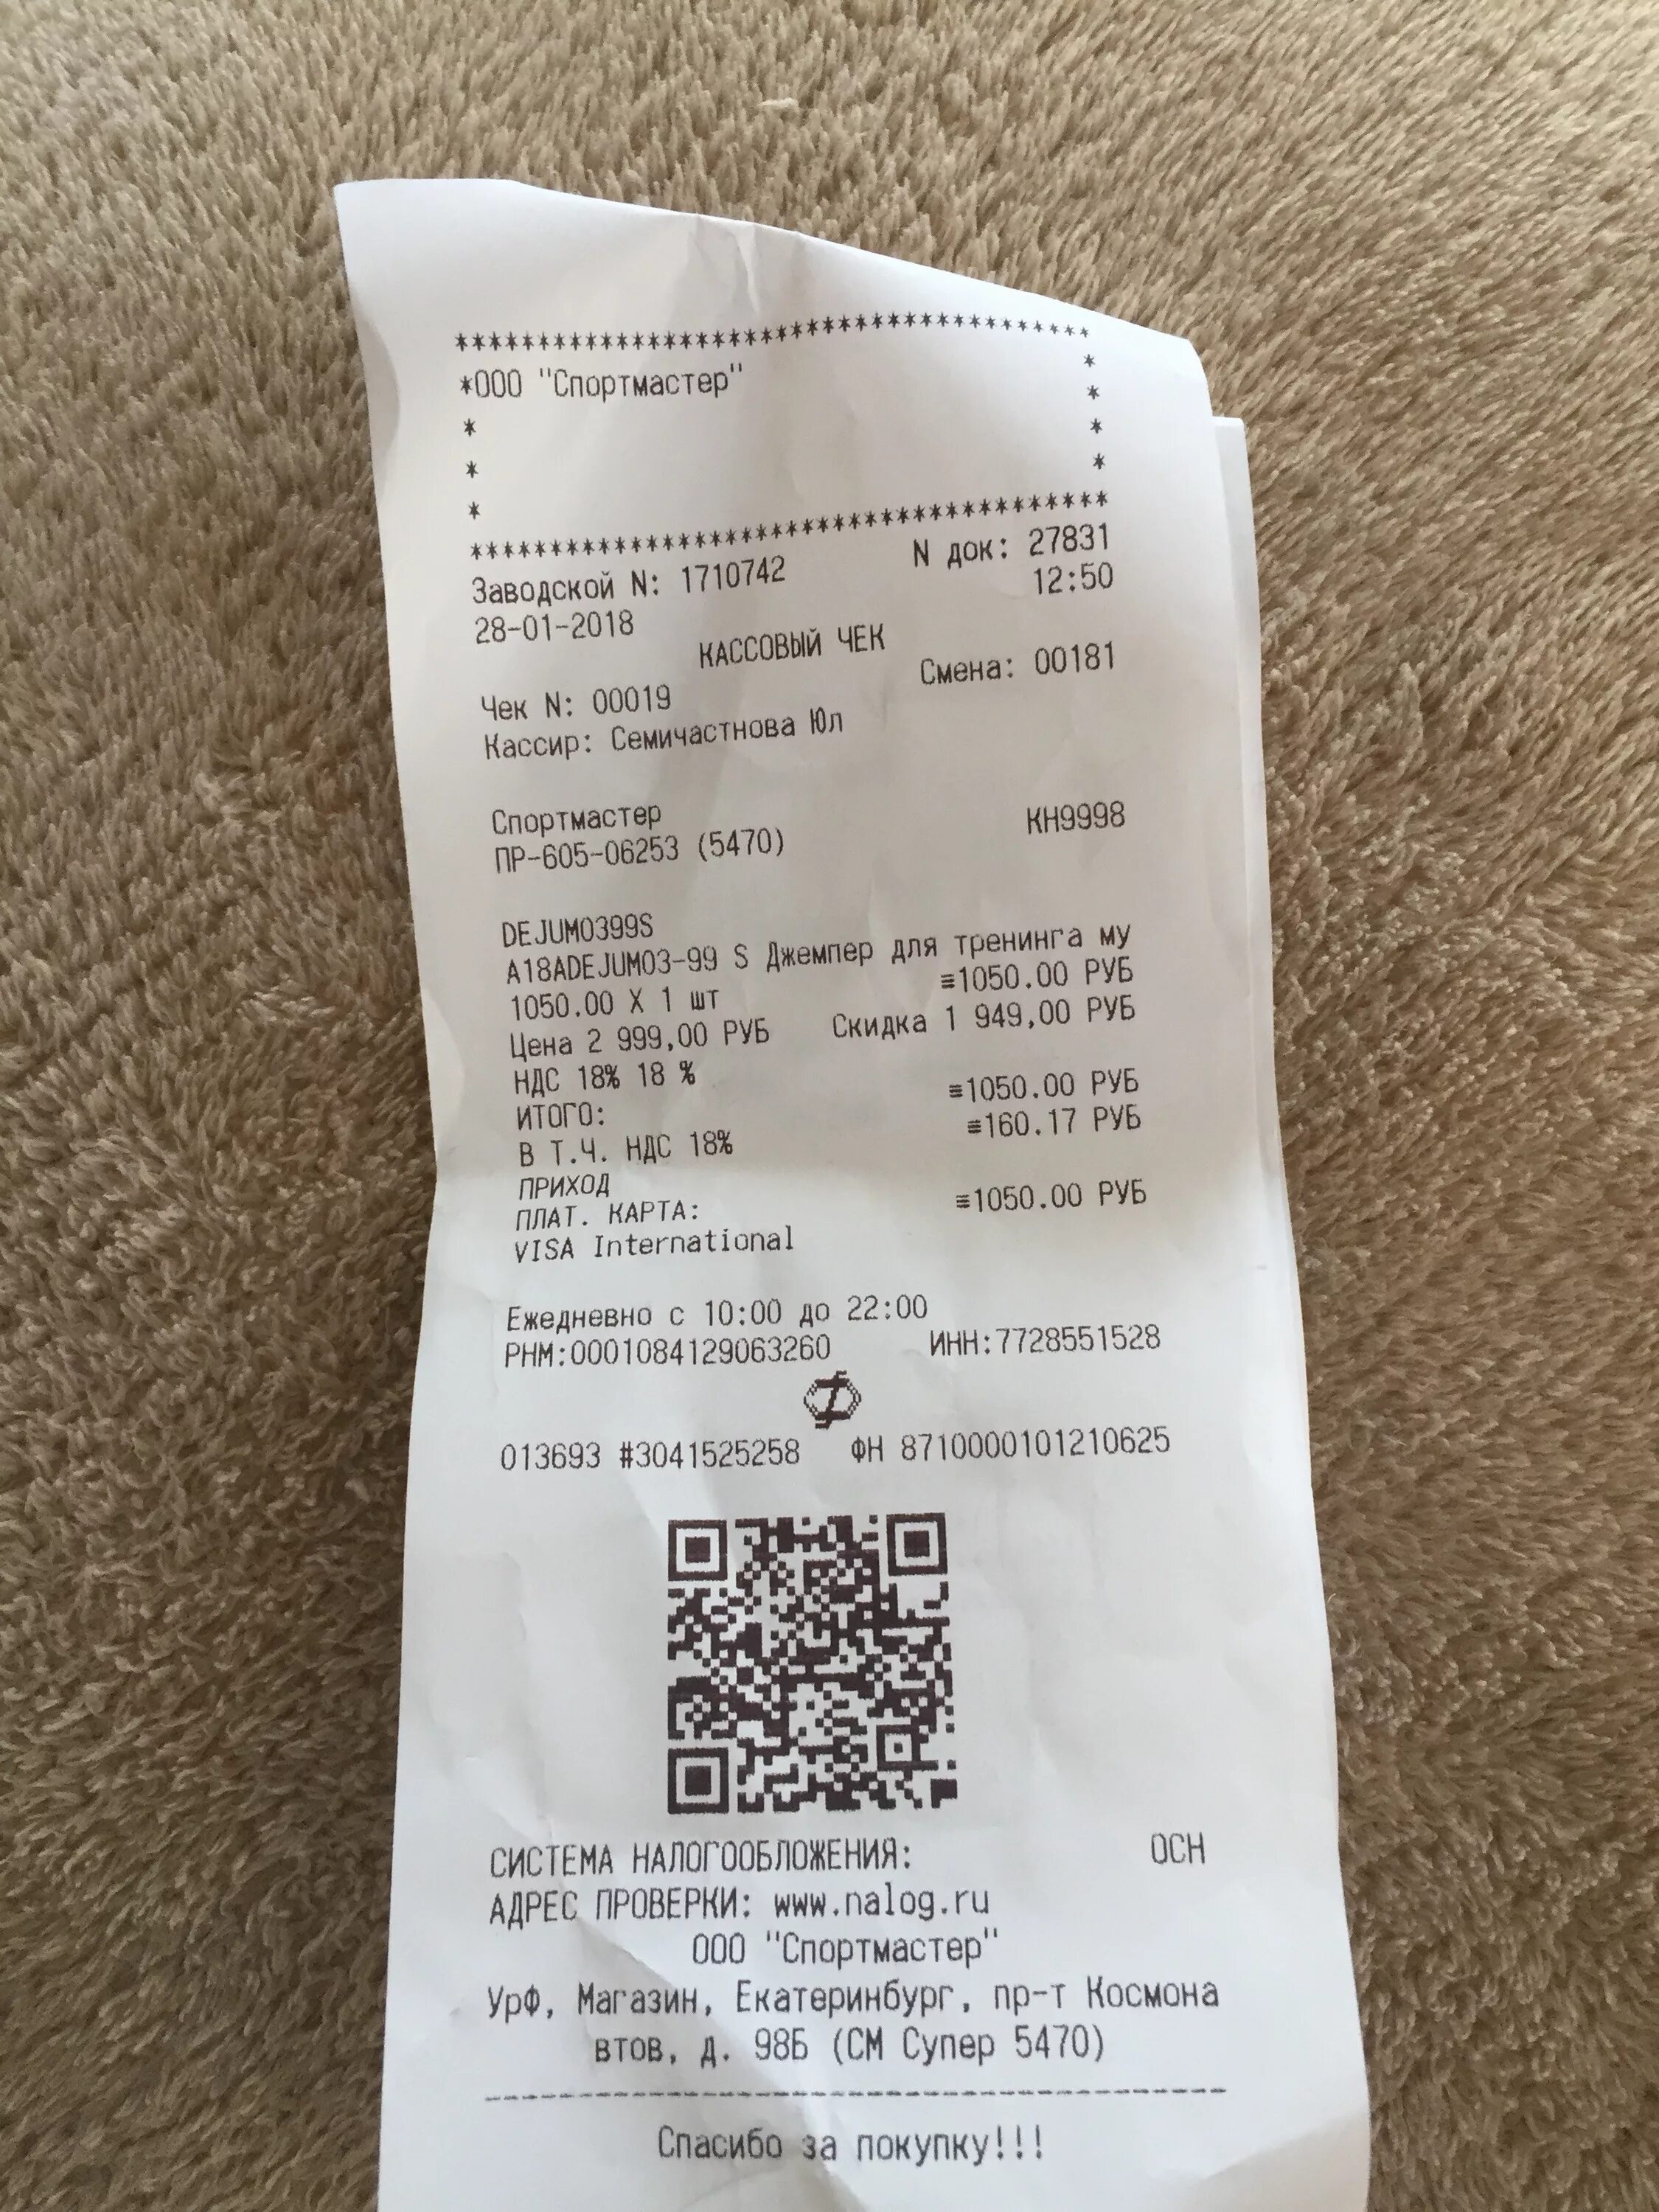 ****************************************
*ООО "Спортмастер" *
* *
* *
* *
****************************************
Заводской N: 1710742 N док: 27831
28-01-2018 12:50
КАССОВЫЙ ЧЕК
Чек N: 00019 Смена: 00181
Кассир: Семичастнова Юл
Спортмастер
ПР-605-06253 (5470) КН9998
DEJUM0399S
A18ADEJUM03-99 S Джемпер для тренинга му
1050.00 X 1 шт ≡1050.00 РУБ
Цена 2 999,00 РУБ Скидка 1 949,00 РУБ
НДС 18% 18 %
ИТОГО: ≡1050.00 РУБ
В Т.Ч. НДС 18% ≡160.17 РУБ
ПРИХОД
ПЛАТ. КАРТА: ≡1050.00 РУБ
VISA International
Ежедневно с 10:00 до 22:00
РНМ:0001084129063260 ИНН:7728551528
013693 #3041525258 ФН 8710000101210625
СИСТЕМА НАЛОГООБЛОЖЕНИЯ: ОСН
АДРЕС ПРОВЕРКИ: www.nalog.ru
ООО "Спортмастер"
УрФ, Магазин, Екатеринбург, пр-т Космона
втов, д. 98Б (СМ Супер 5470)
----------------------------------------
Спасибо за покупку!!!